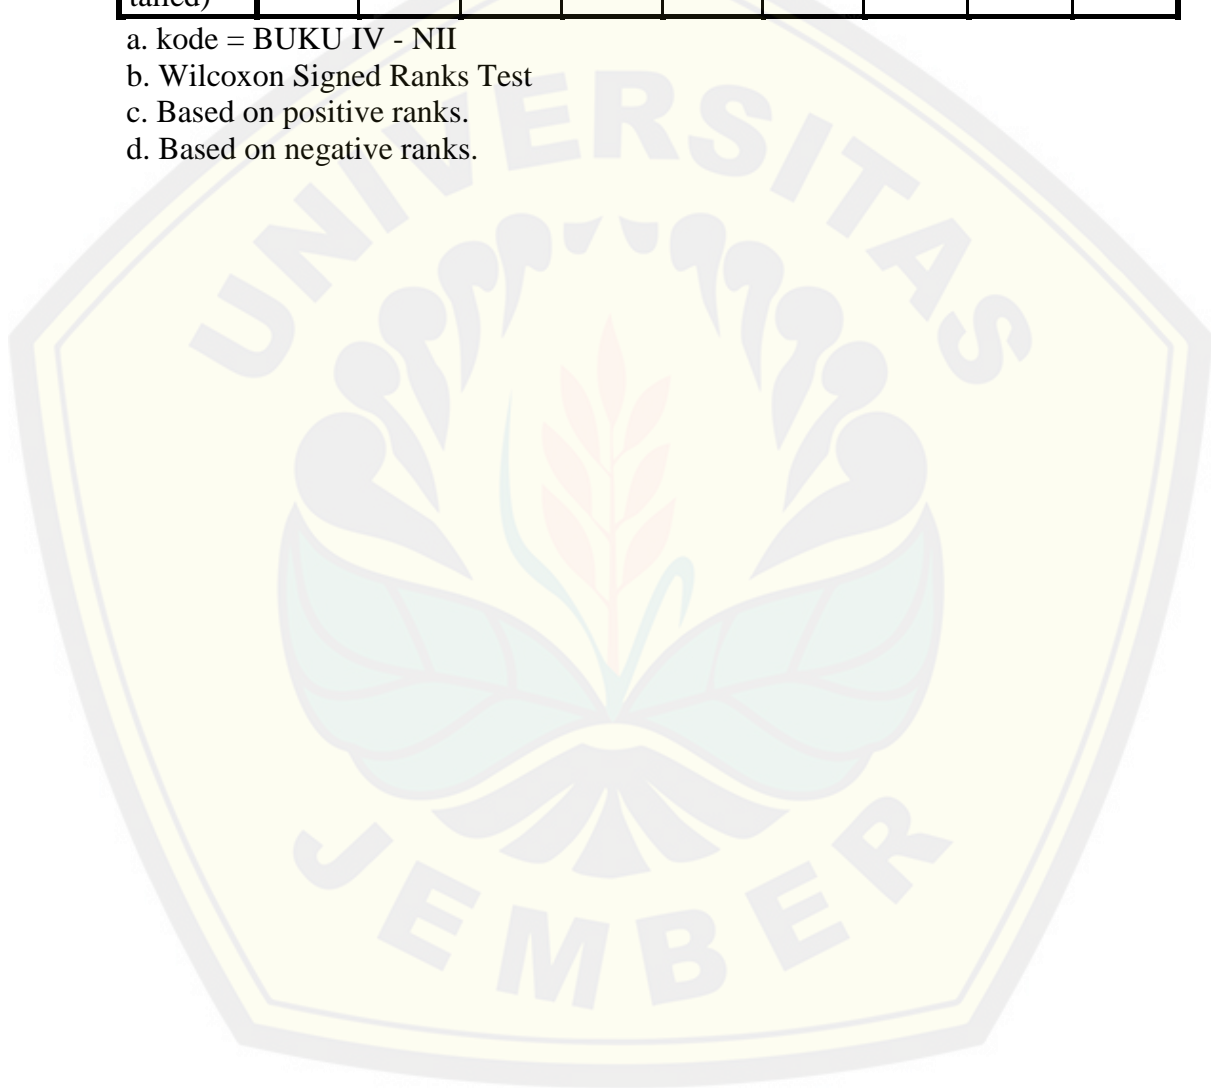 tailed)
a. kode = BUKU IV - NII
b. Wilcoxon Signed Ranks Test
c. Based on positive ranks.
d. Based on negative ranks.
UNIVERSITAS
JEMBER